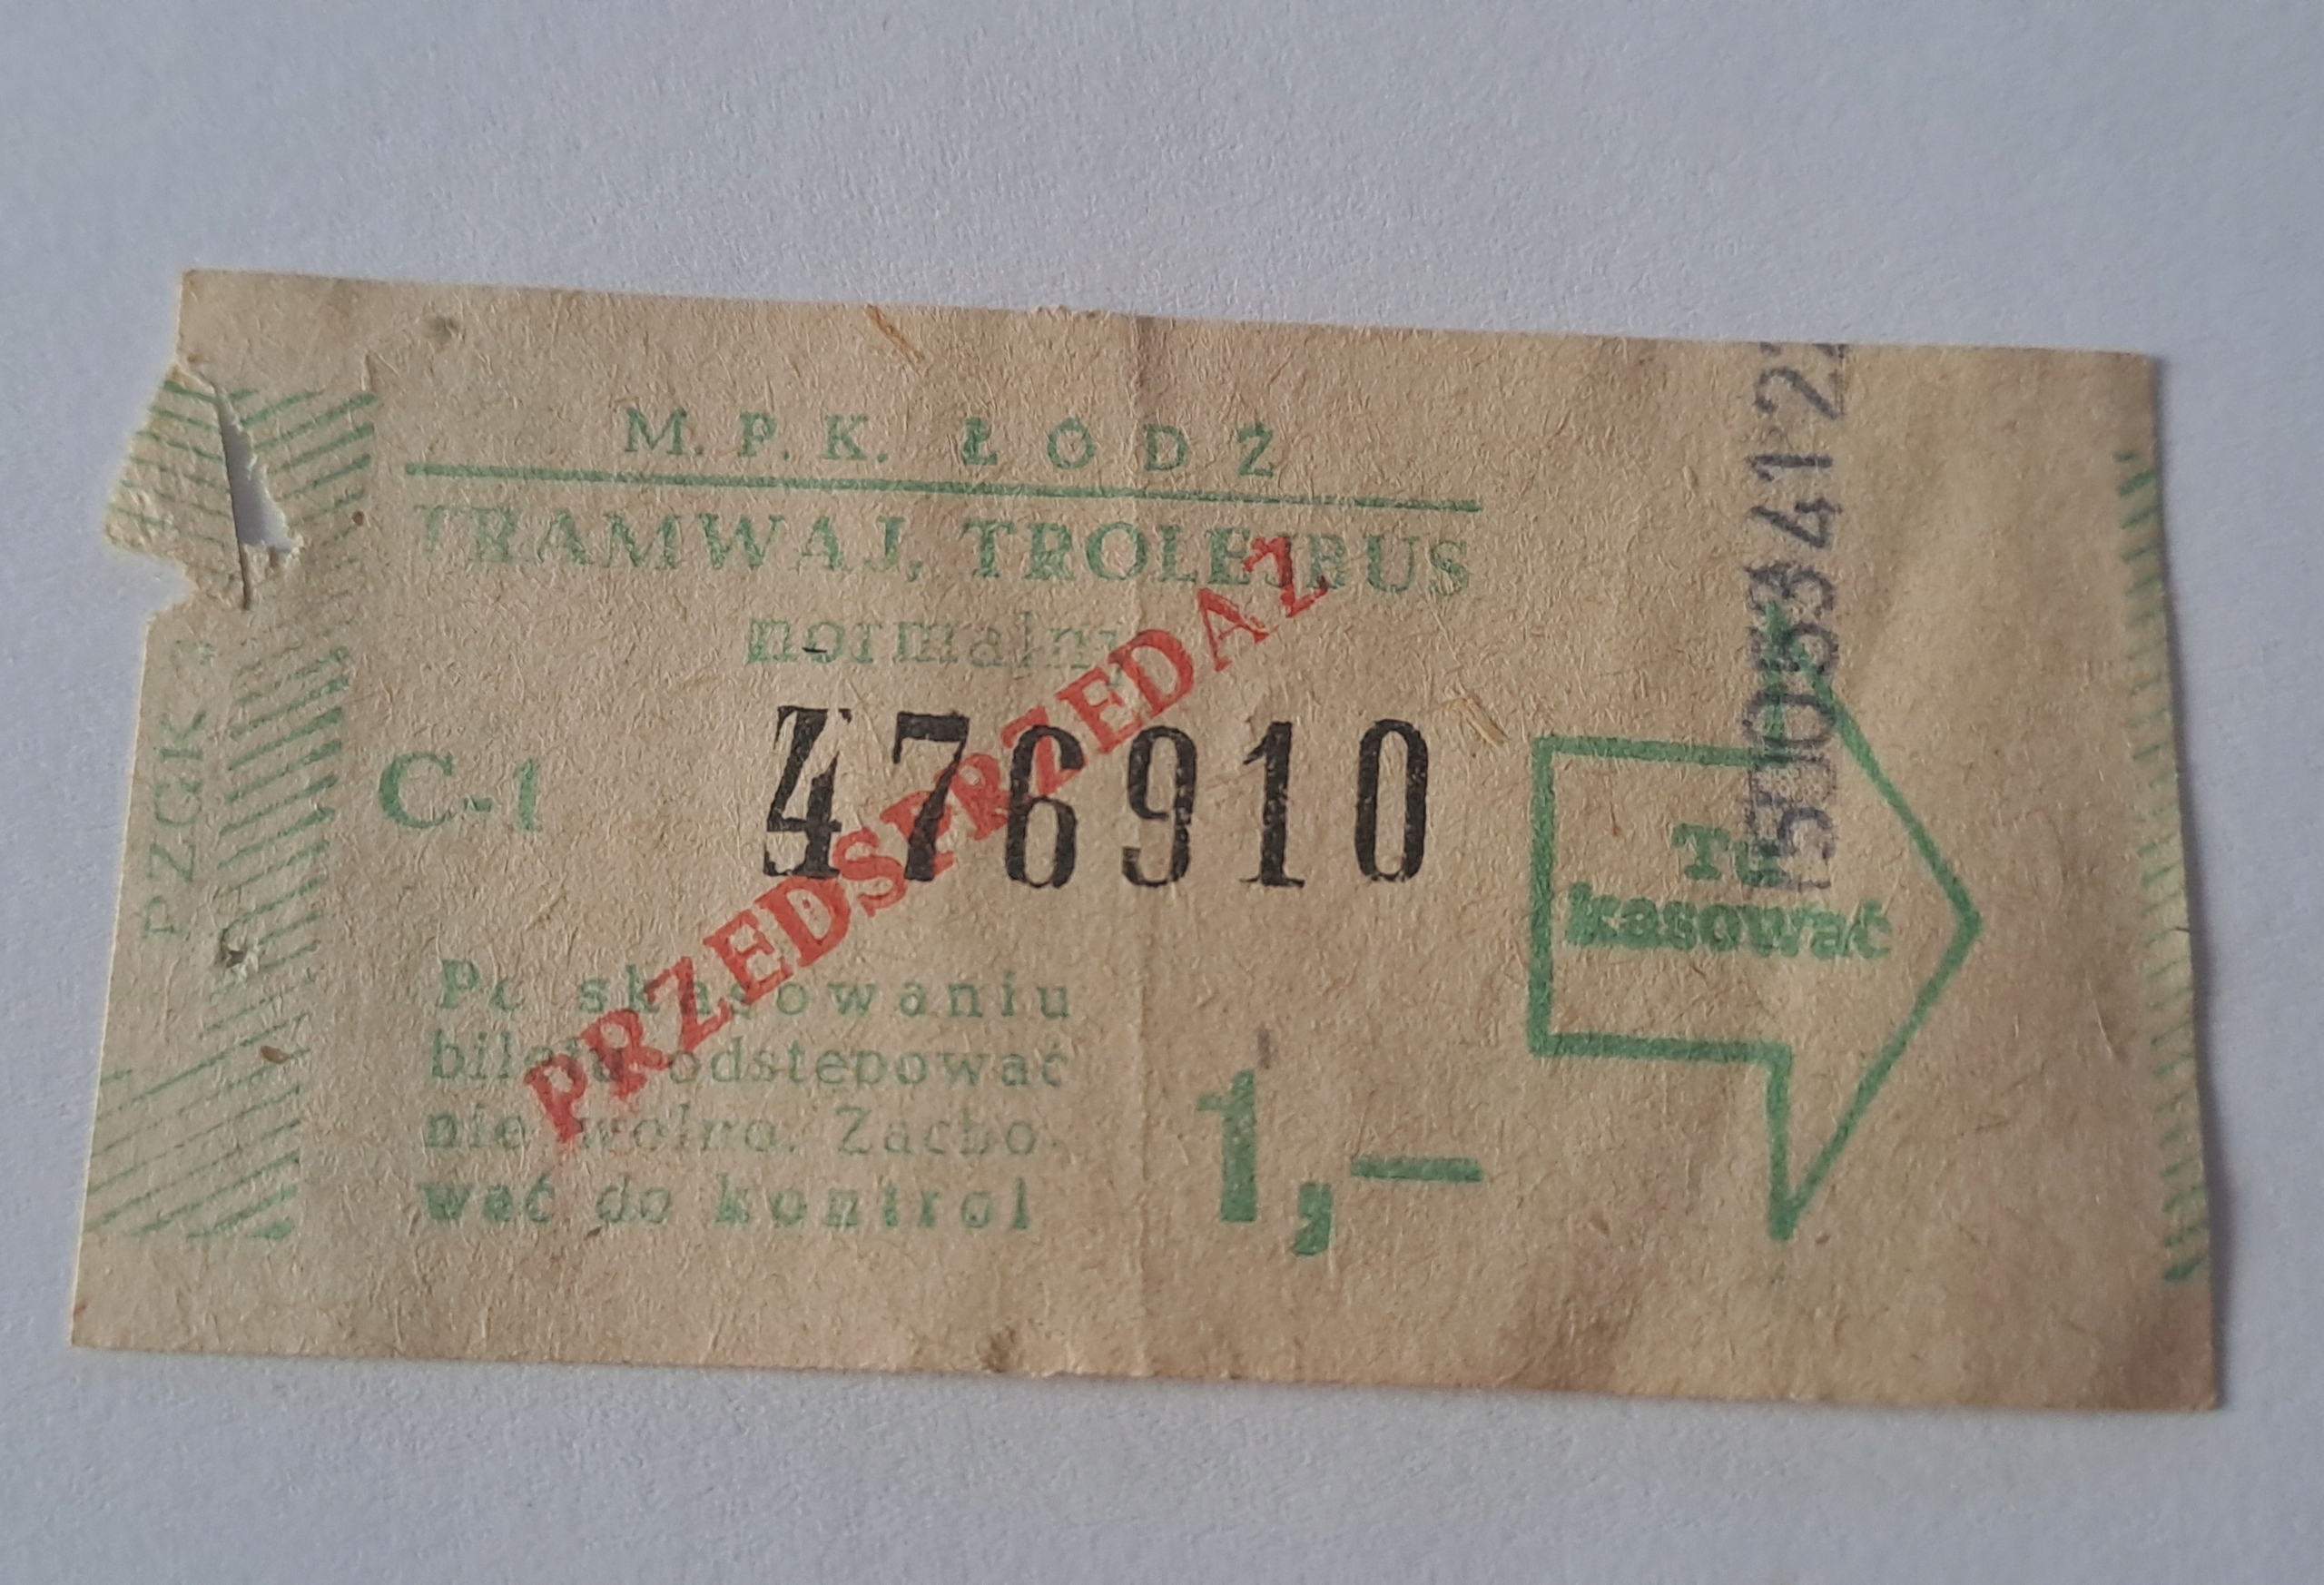 M. P. K. ŁÓDŹ
TRAMWAJ, TROLEJBUS
normalny
C-1 476910
PRZEDSPRZEDAŻ
Po skasowaniu
biletu odstępować
nie wolno. Zacho-
wać do kontrol
1,—
Tu
kasować
PZGK